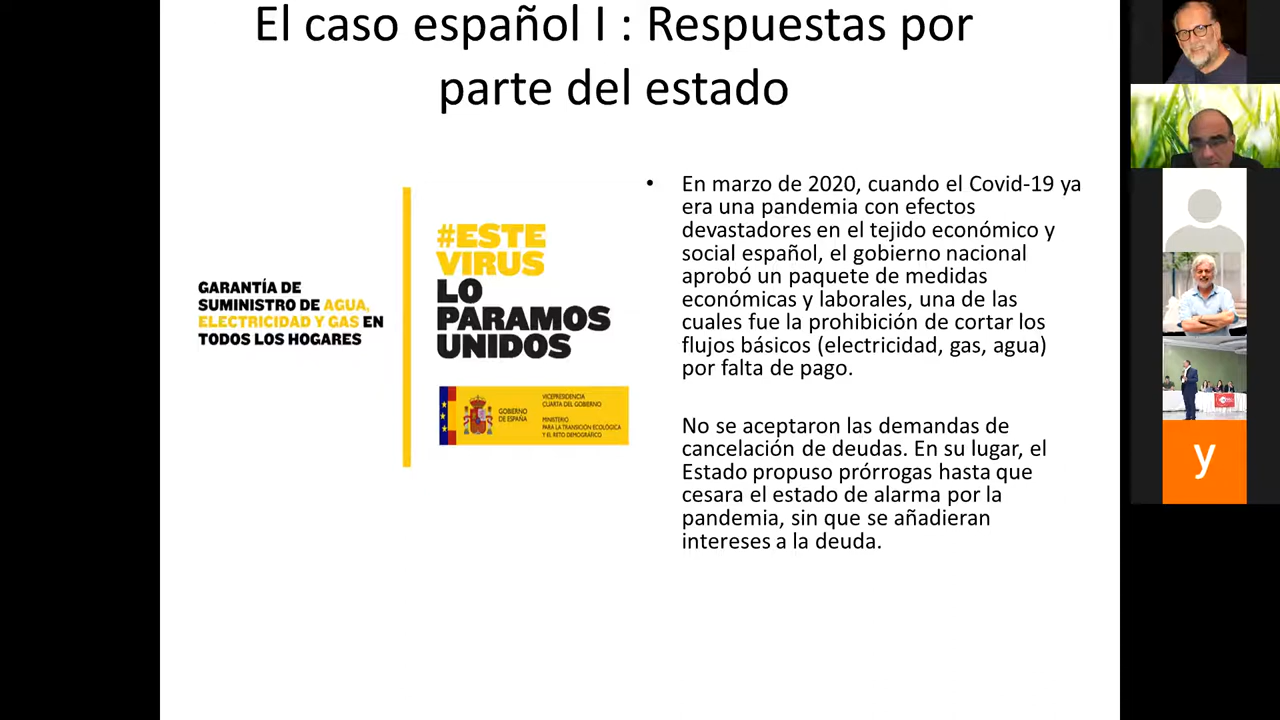 El caso español I : Respuestas por
parte del estado
GARANTÍA DE
SUMINISTRO DE AGUA,
ELECTRICIDAD Y GAS EN
TODOS LOS HOGARES
#ESTE
VIRUS
LO
PARAMOS
UNIDOS
GOBIERNO
DE ESPAÑA
VICEPRESIDENCIA
CUARTA DEL GOBIERNO
MINISTERIO
PARA LA TRANSICIÓN ECOLÓGICA
Y EL RETO DEMOGRÁFICO
• En marzo de 2020, cuando el Covid-19 ya
era una pandemia con efectos
devastadores en el tejido económico y
social español, el gobierno nacional
aprobó un paquete de medidas
económicas y laborales, una de las
cuales fue la prohibición de cortar los
flujos básicos (electricidad, gas, agua)
por falta de pago.
No se aceptaron las demandas de
cancelación de deudas. En su lugar, el
Estado propuso prórrogas hasta que
cesara el estado de alarma por la
pandemia, sin que se añadieran
intereses a la deuda.
y